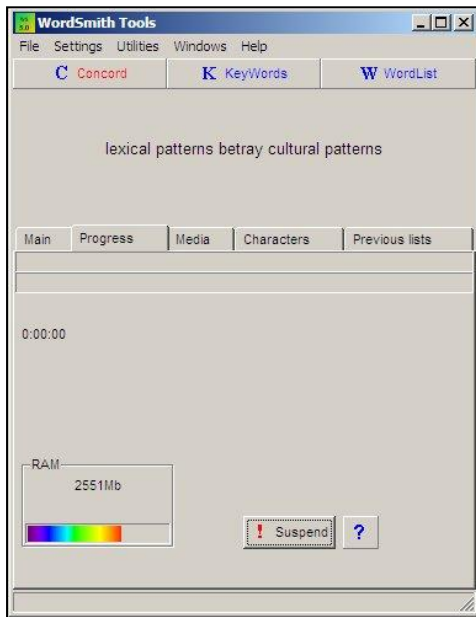 WordSmith Tools
File Settings Utilities Windows Help
C Concord K KeyWords W WordList
lexical patterns betray cultural patterns
Main Progress Media Characters Previous lists
0:00:00
RAM
2551Mb
! Suspend ?